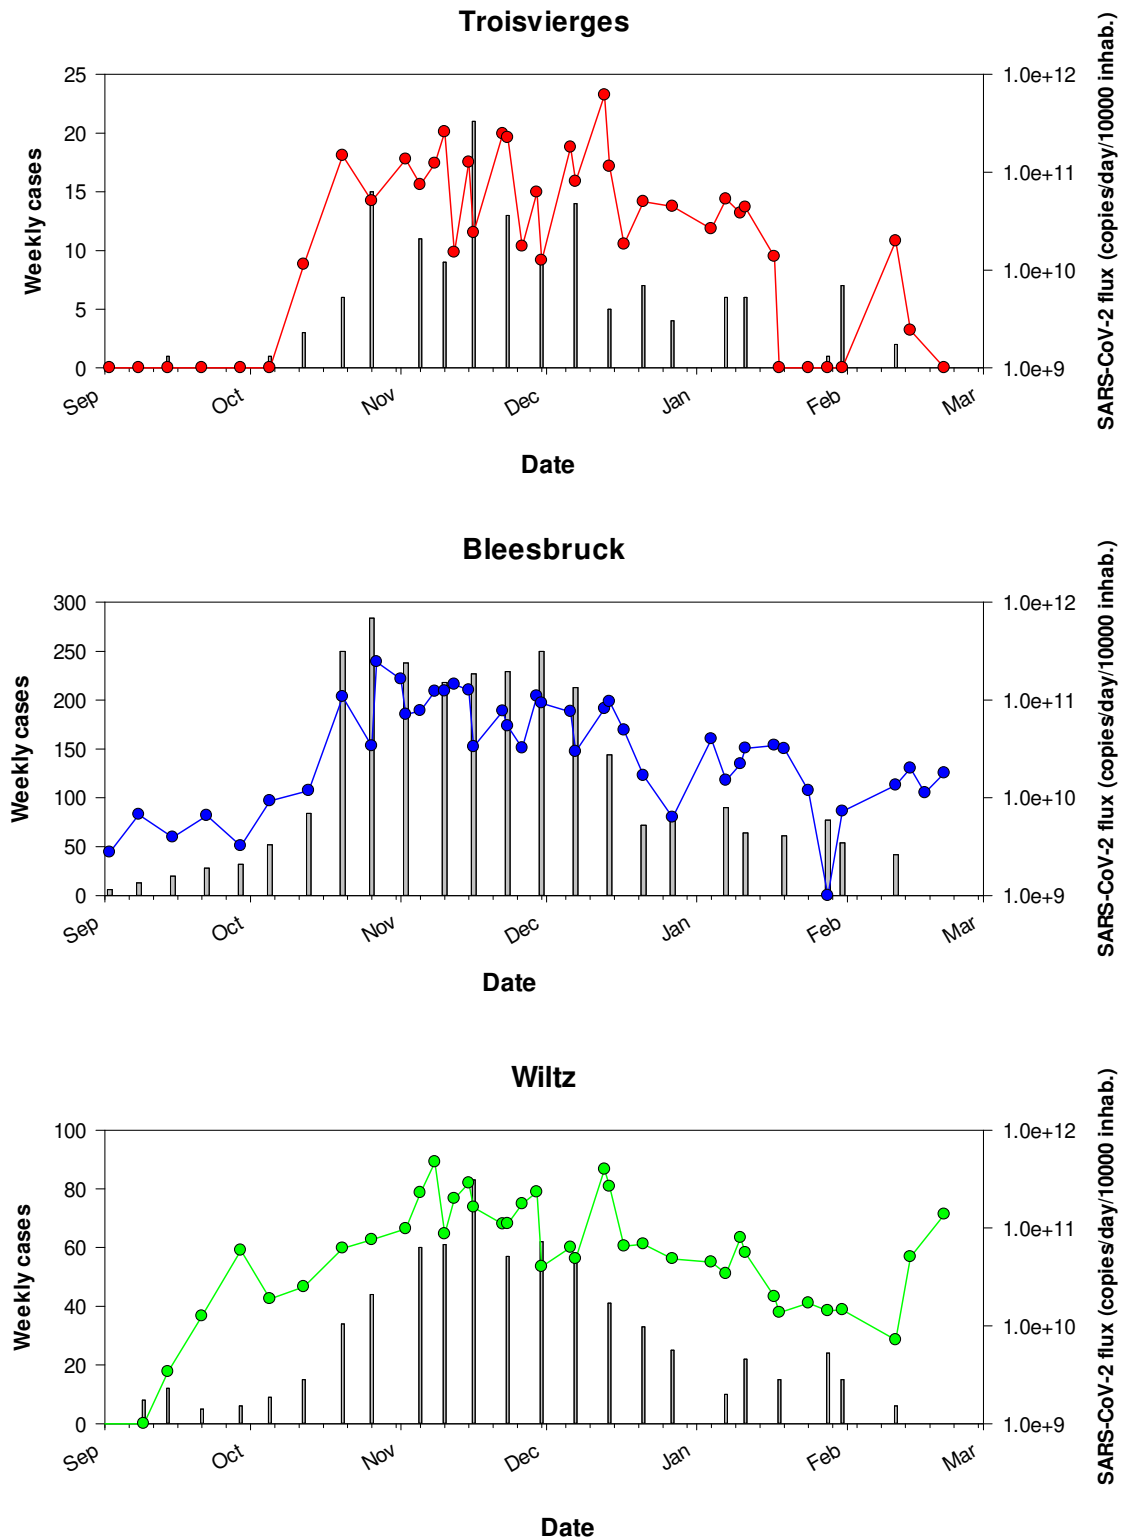 Troisvierges
25
20
15
10
5
0
Weekly cases
1.0e+12
1.0e+11
1.0e+10
1.0e+9
SARS-CoV-2 flux (copies/day/10000 inhab.)
Sep
Oct
Nov
Dec
Jan
Feb
Mar
Date
Bleesbruck
300
250
200
150
100
50
0
Weekly cases
1.0e+12
1.0e+11
1.0e+10
1.0e+9
SARS-CoV-2 flux (copies/day/10000 inhab.)
Sep
Oct
Nov
Dec
Jan
Feb
Mar
Date
Wiltz
100
80
60
40
20
0
Weekly cases
1.0e+12
1.0e+11
1.0e+10
1.0e+9
SARS-CoV-2 flux (copies/day/10000 inhab.)
Sep
Oct
Nov
Dec
Jan
Feb
Mar
Date